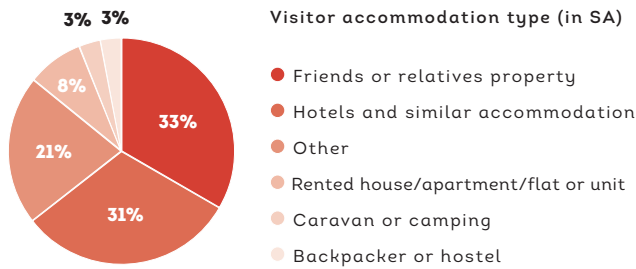 Visitor accommodation type (in SA)
3% 3%
8%
33%
21%
31%
Friends or relatives property
Hotels and similar accommodation
Other
Rented house/apartment/flat or unit
Caravan or camping
Backpacker or hostel